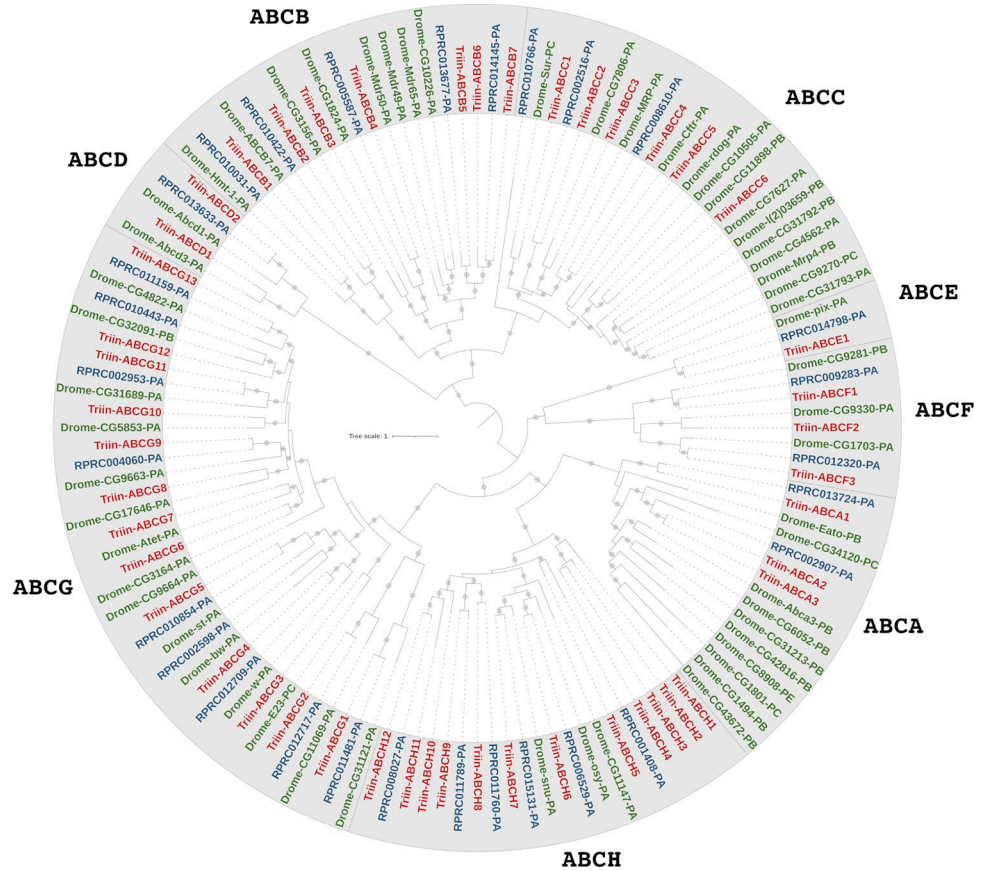 ABCB
ABCC
ABCE
ABCF
ABCA
ABCH
ABCG
ABCD
Tree scale: 1
Drome-Hnt-1-PA
RPRC010031-PA
Triin-ABCB1
Drome-ABCB7-PA
RPRC010422-PA
Triin-ABCB2
Drome-CG3156-PA
Triin-ABCB3
Drome-CG1824-PA
RPRC005587-PA
Triin-ABCB4
Drome-Mdr50-PA
Drome-Mdr49-PA
Drome-Mdr65-PA
Drome-CG10226-PA
RPRC013677-PA
Triin-ABCB5
Triin-ABCB6
RPRC014145-PA
Triin-ABCB7
RPRC010766-PA
Drome-Sur-PC
Triin-ABCC1
RPRC002516-PA
Triin-ABCC2
Drome-CG7806-PA
Triin-ABCC3
Drome-MRP-PA
RPRC008610-PA
Triin-ABCC4
Drome-Cftr-PA
Triin-ABCC5
Drome-rdog-PA
Drome-CG10505-PA
Drome-CG11898-PB
Triin-ABCC6
Drome-CG7627-PA
Drome-l(2)03659-PB
Drome-CG31792-PB
Drome-CG4562-PA
Drome-Mrp4-PB
Drome-CG9270-PC
Drome-CG31793-PA
Drome-pix-PA
RPRC014798-PA
Triin-ABCE1
Drome-CG9281-PB
RPRC009283-PA
Triin-ABCF1
Drome-CG9330-PA
Triin-ABCF2
Drome-CG1703-PA
RPRC012320-PA
Triin-ABCF3
RPRC013724-PA
Triin-ABCA1
Drome-Eato-PB
Drome-CG34120-PC
RPRC002907-PA
Triin-ABCA2
Triin-ABCA3
Drome-Abca3-PB
Drome-CG6052-PB
Drome-CG31213-PB
Drome-CG42816-PB
Drome-CG8908-PE
Drome-CG1801-PC
Drome-CG1494-PB
Drome-CG43672-PB
Triin-ABCH1
Triin-ABCH2
Triin-ABCH3
Triin-ABCH4
RPRC001408-PA
Triin-ABCH5
Drome-CG11147-PA
Drome-osy-PA
RPRC006529-PA
Triin-ABCH6
Drome-snu-PA
RPRC015131-PA
Triin-ABCH7
RPRC011760-PA
Triin-ABCH8
RPRC011789-PA
Triin-ABCH9
Triin-ABCH10
Triin-ABCH11
RPRC008027-PA
Triin-ABCH12
Drome-CG31121-PA
RPRC011481-PA
Triin-ABCG1
Drome-CG11069-PA
RPRC012717-PA
Triin-ABCG2
Drome-E23-PC
Triin-ABCG3
Drome-w-PA
RPRC012709-PA
Triin-ABCG4
Drome-bw-PA
RPRC002598-PA
Drome-st-PA
RPRC010854-PA
Triin-ABCG5
Drome-CG9664-PA
Drome-CG3164-PA
Triin-ABCG6
Drome-Atet-PA
Triin-ABCG7
Drome-CG17646-PA
Triin-ABCG8
Drome-CG9663-PA
RPRC004060-PA
Triin-ABCG9
Drome-CG5853-PA
Triin-ABCG10
Drome-CG31689-PA
RPRC002953-PA
Triin-ABCG11
Triin-ABCG12
Drome-CG32091-PB
RPRC010443-PA
Drome-CG4822-PA
RPRC011159-PA
Triin-ABCG13
Drome-Abcd3-PA
Triin-ABCD1
Drome-Abcd1-PA
RPRC013633-PA
Triin-ABCD2